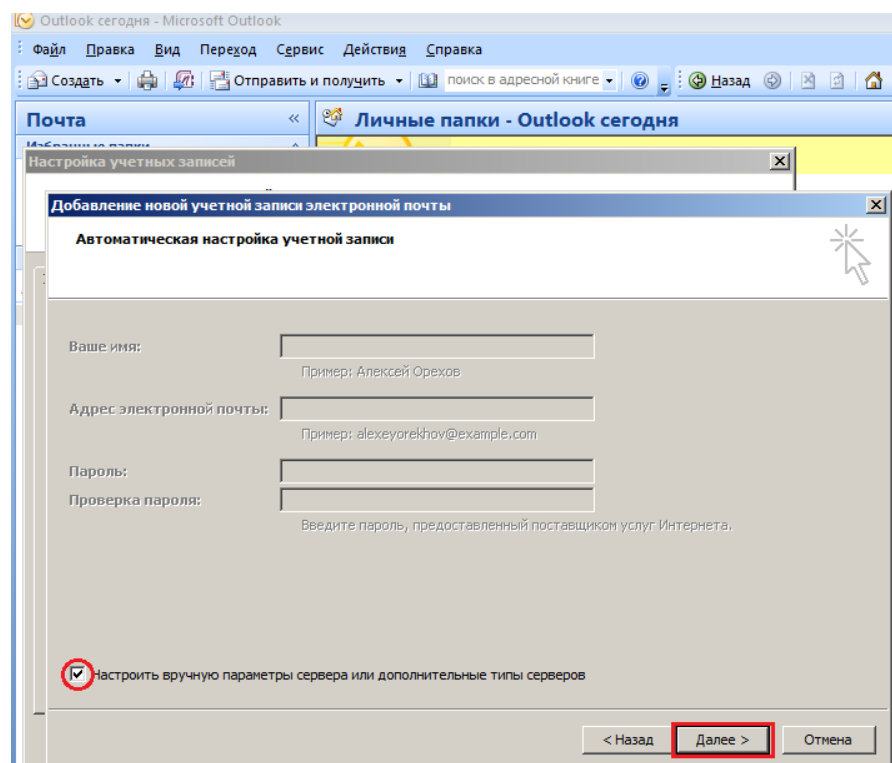 Outlook сегодня - Microsoft Outlook
Файл Правка Вид Переход Сервис Действия Справка
Создать Отправить и получить поиск в адресной книге Назад
Почта « Личные папки - Outlook сегодня
Избранные папки
Настройка учетных записей
Добавление новой учетной записи электронной почты
Автоматическая настройка учетной записи
Ваше имя:
Пример: Алексей Орехов
Адрес электронной почты:
Пример: alexeyorekhov@example.com
Пароль:
Проверка пароля:
Введите пароль, предоставленный поставщиком услуг Интернета.
Настроить вручную параметры сервера или дополнительные типы серверов
< Назад Далее > Отмена